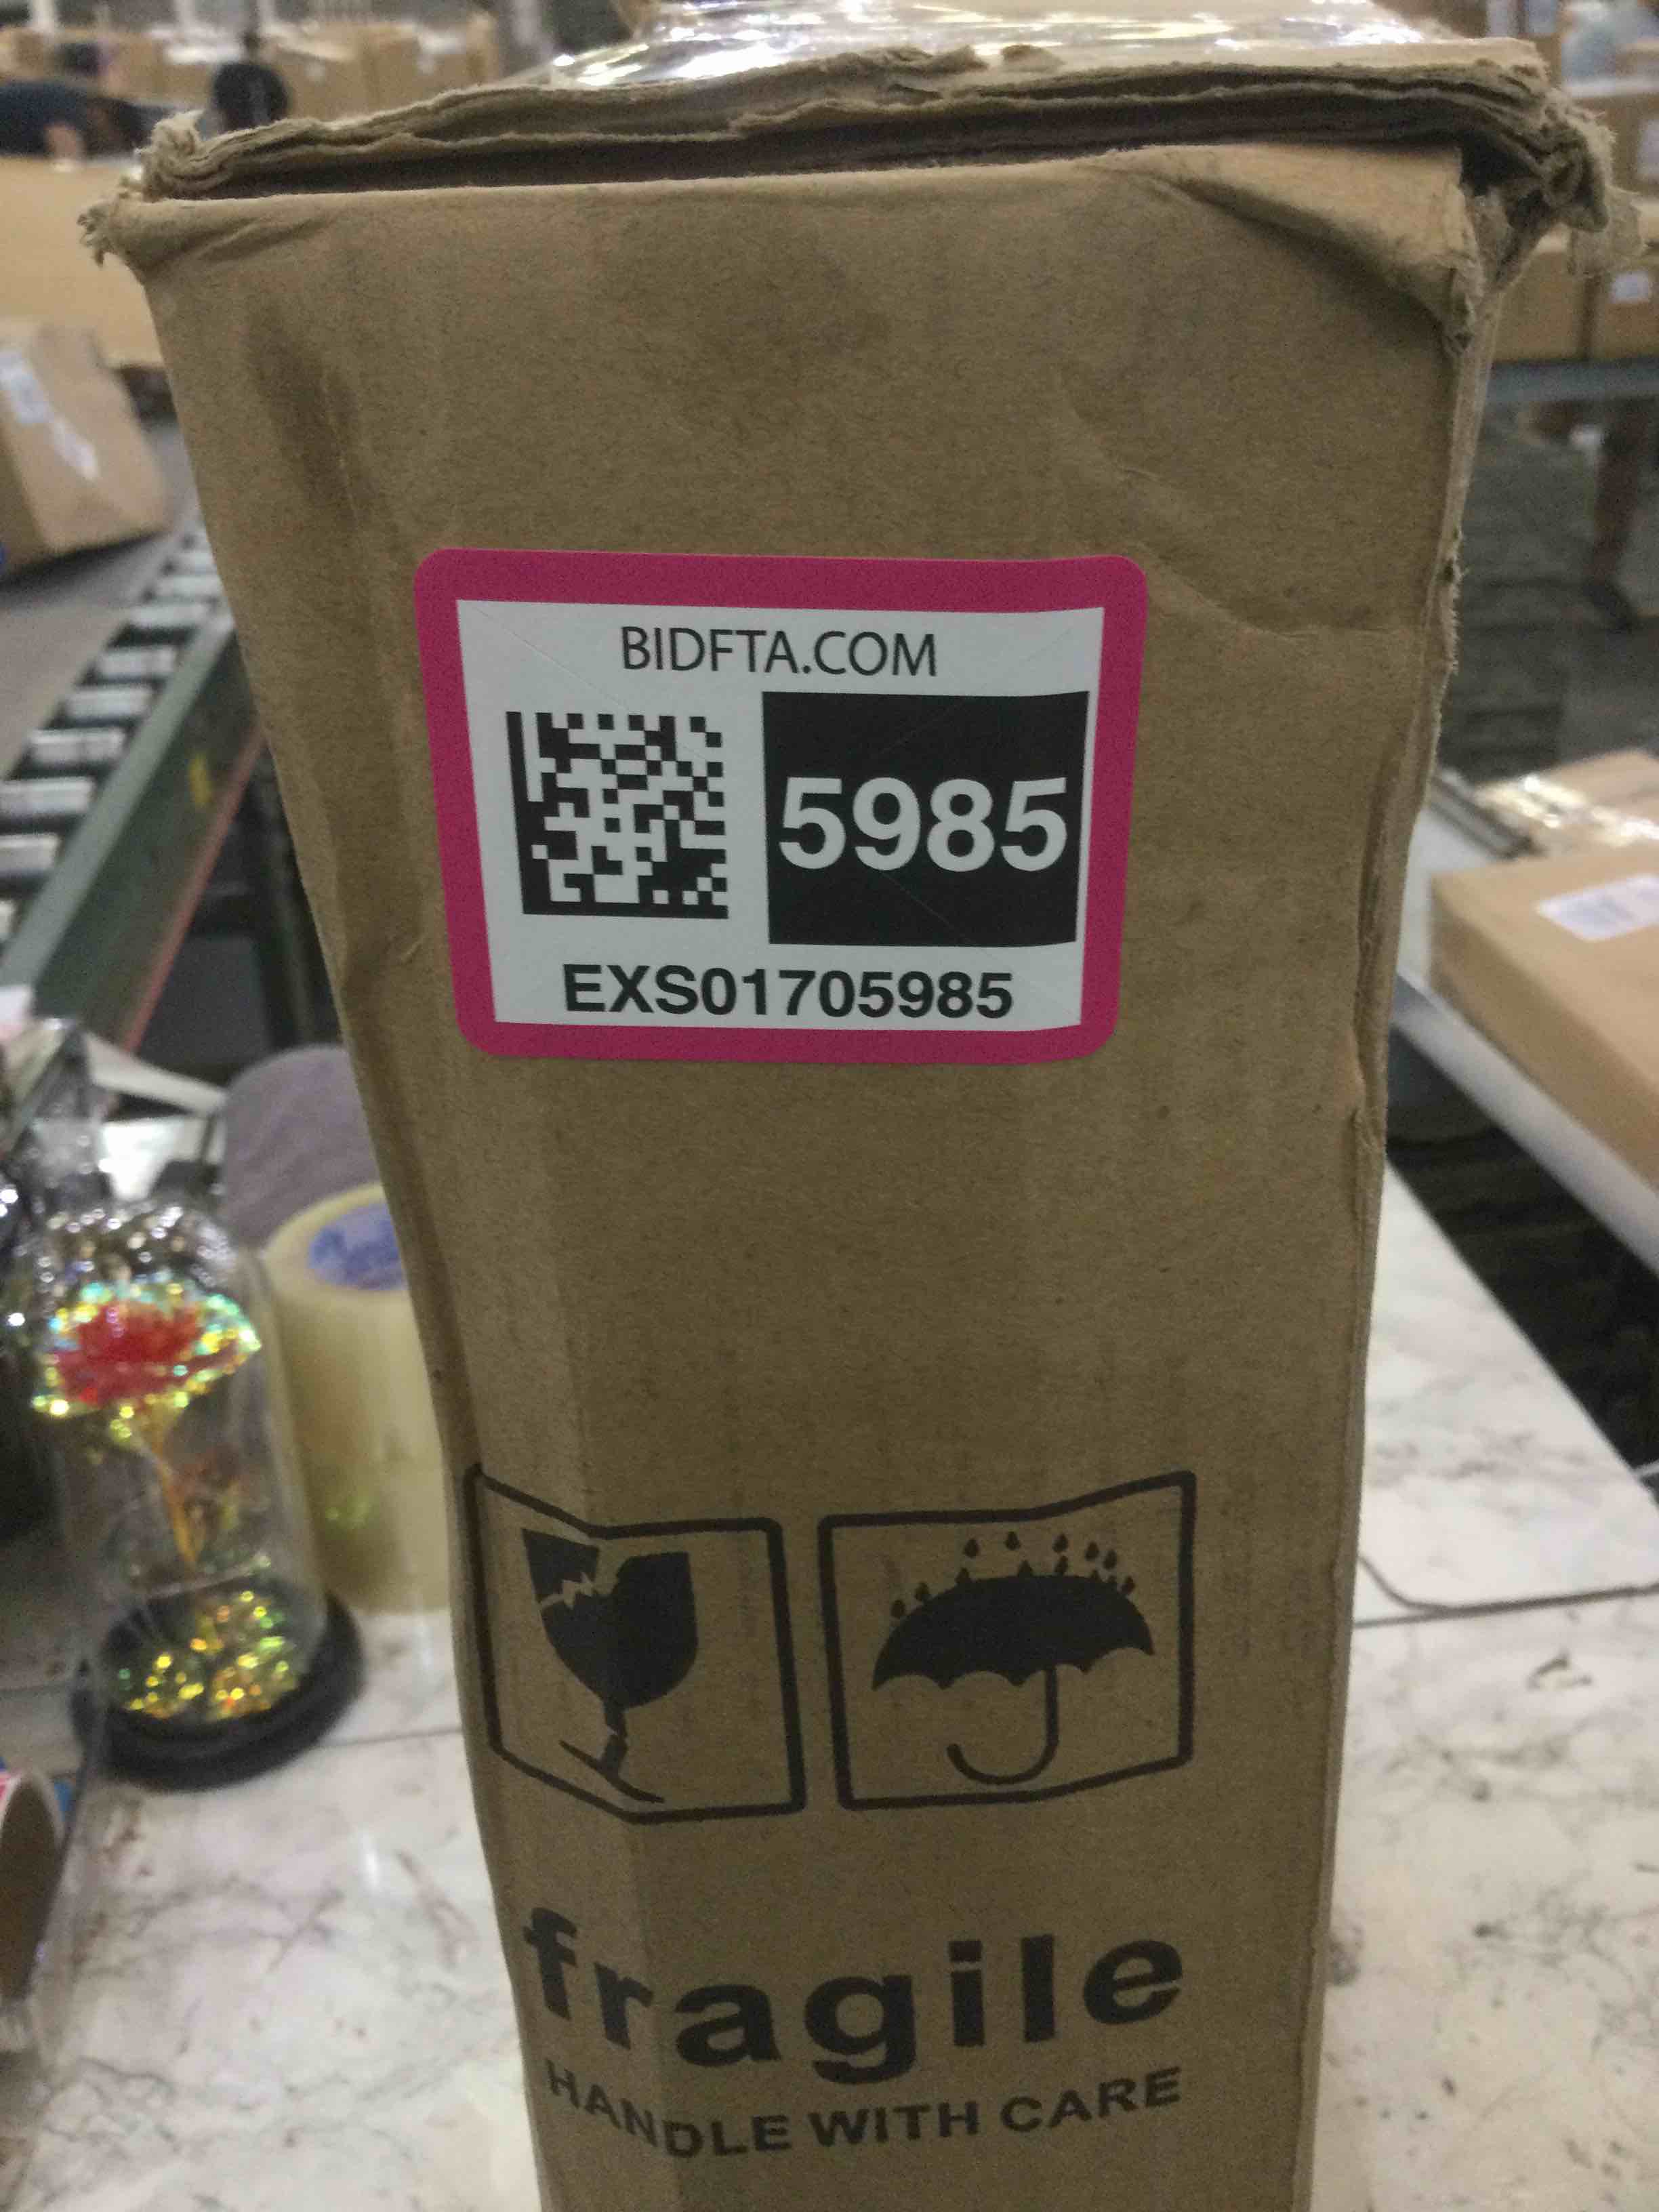 BIDFTA.COM
5985
EXS01705985
fragile
HANDLE WITH CARE